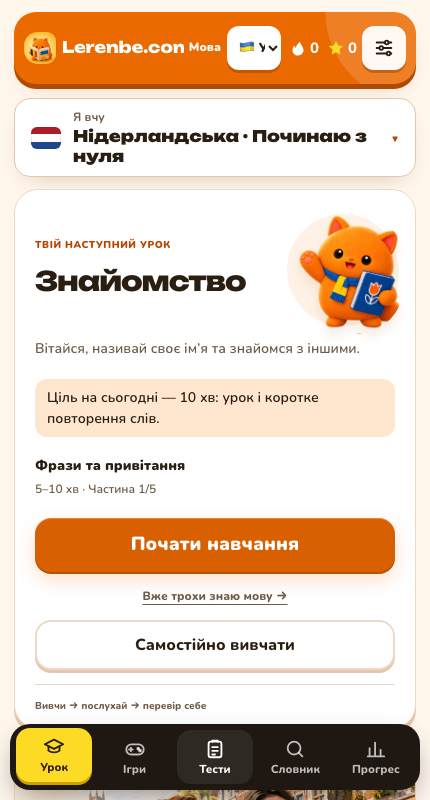 Lerenbe.con Мова 0 0
Я вчу
Нідерландська · Починаю з
нуля
ТВІЙ НАСТУПНИЙ УРОК
Знайомство
Вітайся, називай своє ім’я та знайомся з іншими.
Ціль на сьогодні — 10 хв: урок і коротке
повторення слів.
Фрази та привітання
5–10 хв · Частина 1/5
Почати навчання
Вже трохи знаю мову →
Самостійно вивчати
Вивчи → послухай → перевір себе
Урок Ігри Тести Словник Прогрес